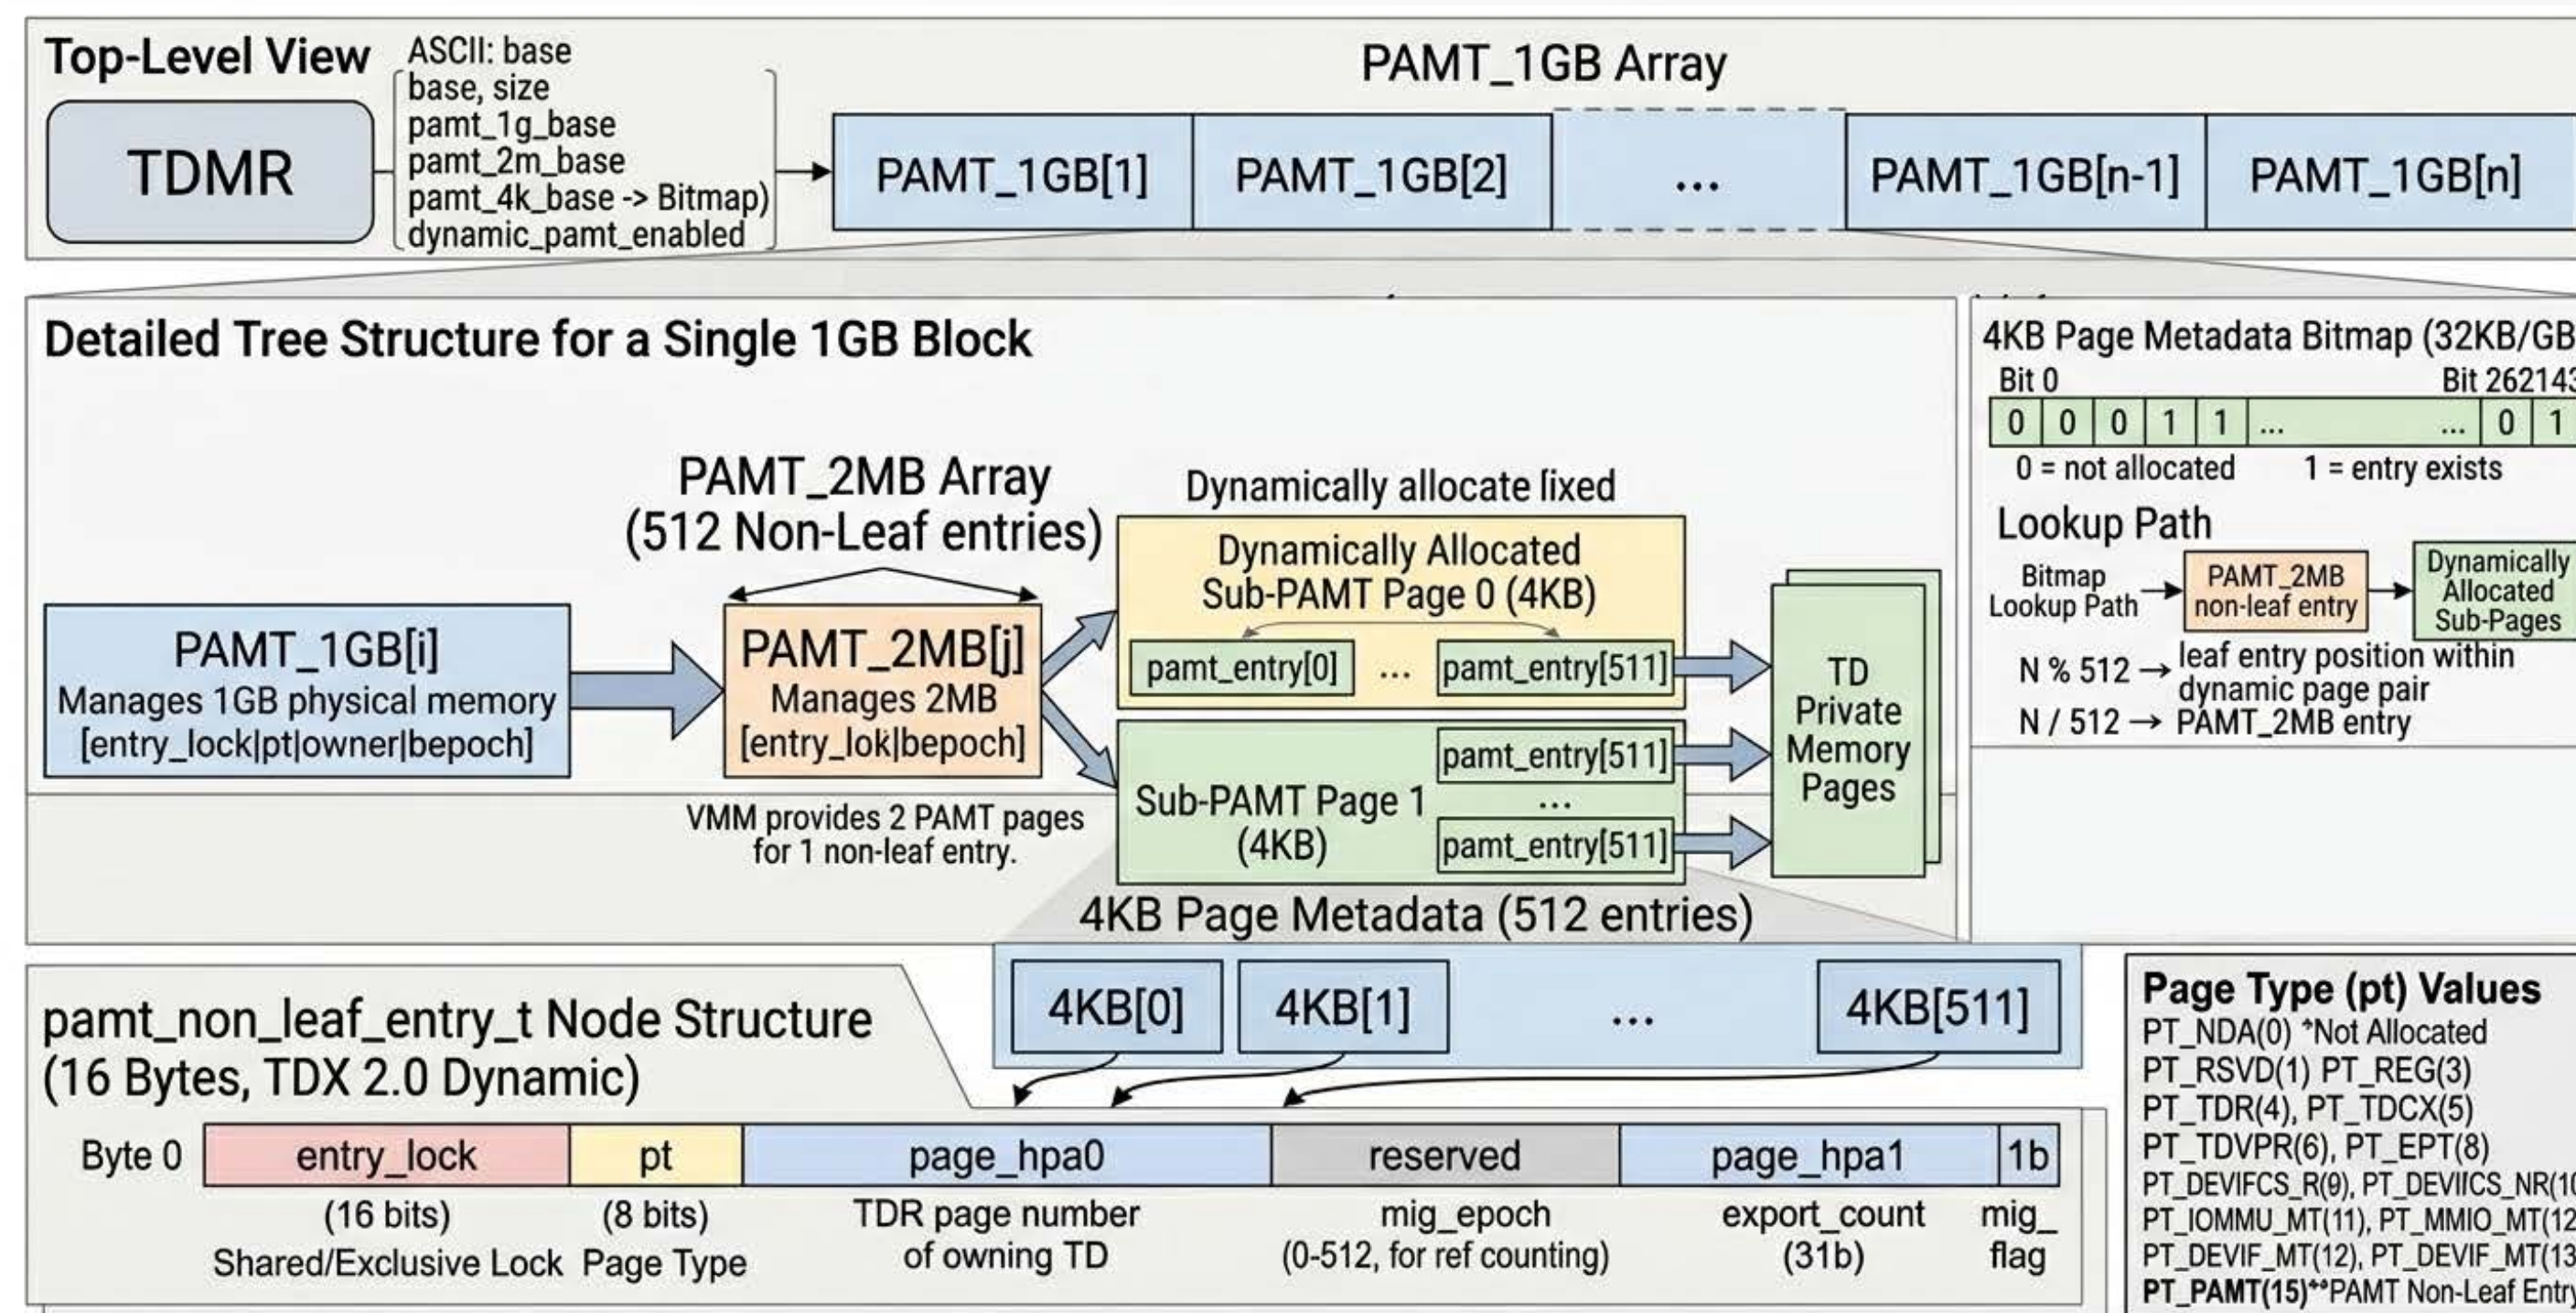 Top-Level View
ASCII: base
base, size
pamt_1g_base
pamt_2m_base
pamt_4k_base -> Bitmap)
dynamic_pamt_enabled
TDMR
PAMT_1GB Array
PAMT_1GB[1]
PAMT_1GB[2]
...
PAMT_1GB[n-1]
PAMT_1GB[n]
Detailed Tree Structure for a Single 1GB Block
PAMT_2MB Array
(512 Non-Leaf entries)
PAMT_1GB[i]
Manages 1GB physical memory
[entry_lock|pt|owner|bepoch]
PAMT_2MB[j]
Manages 2MB
[entry_lok|bepoch]
VMM provides 2 PAMT pages
for 1 non-leaf entry.
Dynamically allocate lixed
Dynamically Allocated
Sub-PAMT Page 0 (4KB)
pamt_entry[0] ... pamt_entry[511]
Sub-PAMT Page 1
(4KB)
pamt_entry[511]
...
pamt_entry[511]
TD
Private
Memory
Pages
4KB Page Metadata (512 entries)
4KB[0]
4KB[1]
...
4KB[511]
4KB Page Metadata Bitmap (32KB/GB
Bit 0
Bit 262143
0 0 0 1 1 ... ... 0 1
0 = not allocated
1 = entry exists
Lookup Path
Bitmap
Lookup Path
PAMT_2MB
non-leaf entry
Dynamically
Allocated
Sub-Pages
N % 512 → leaf entry position within
dynamic page pair
N / 512 → PAMT_2MB entry
pamt_non_leaf_entry_t Node Structure
(16 Bytes, TDX 2.0 Dynamic)
Byte 0
entry_lock
pt
page_hpa0
reserved
page_hpa1
1b
(16 bits)
Shared/Exclusive Lock
(8 bits)
Page Type
TDR page number
of owning TD
mig_epoch
(0-512, for ref counting)
export_count
(31b)
mig_
flag
Page Type (pt) Values
PT_NDA(0) *Not Allocated
PT_RSVD(1) PT_REG(3)
PT_TDR(4), PT_TDCX(5)
PT_TDVPR(6), PT_EPT(8)
PT_DEVIFCS_R(9), PT_DEVIICS_NR(10
PT_IOMMU_MT(11), PT_MMIO_MT(12
PT_DEVIF_MT(12), PT_DEVIF_MT(13
PT_PAMT(15)**PAMT Non-Leaf Entry